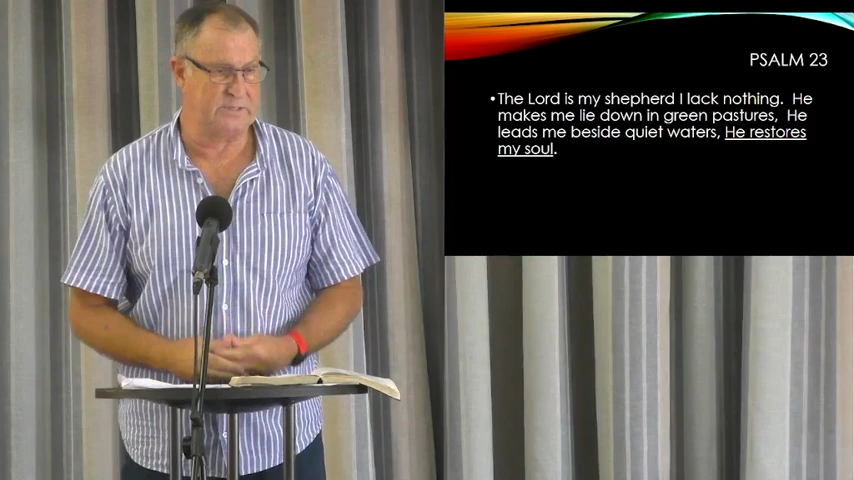 PSALM 23
•The Lord is my shepherd I lack nothing.  He
makes me lie down in green pastures,  He
leads me beside quiet waters, He restores
my soul.